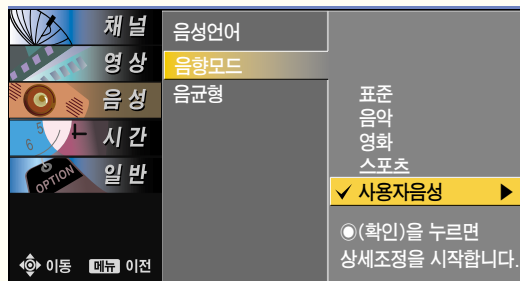 채널
영상
음성
시간
6
5
OPTION
일반
이동 메뉴 이전
음성언어
음향모드
음균형
표준
음악
영화
스포츠
✓ 사용자음성 ▶
◉(확인)을 누르면
상세조정을 시작합니다.